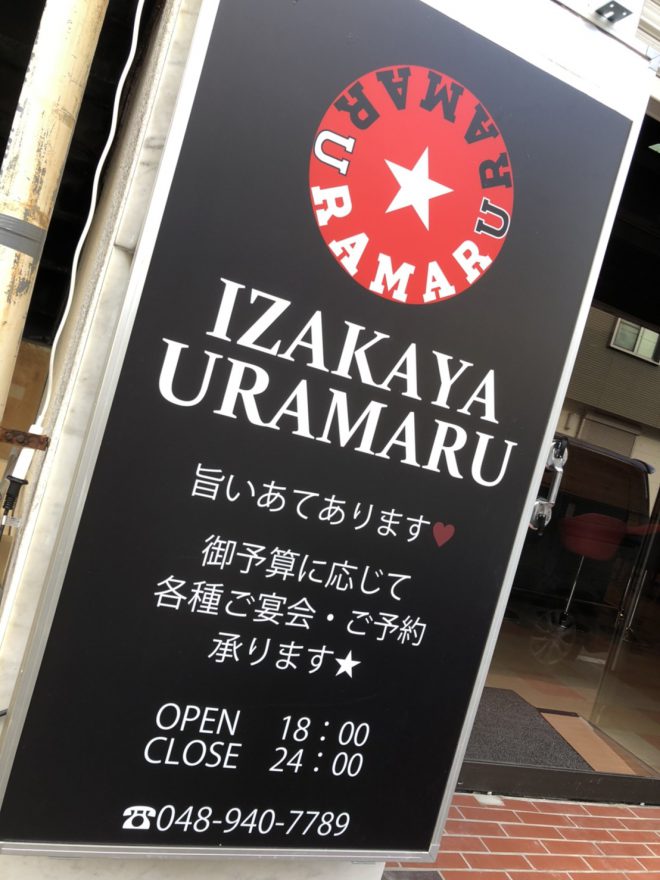 URAMARURAMARU
IZAKAYA
URAMARU
旨いあてあります♥
御予算に応じて
各種ご宴会・ご予約
承ります★
OPEN 18：00
CLOSE 24：00
☎048-940-7789